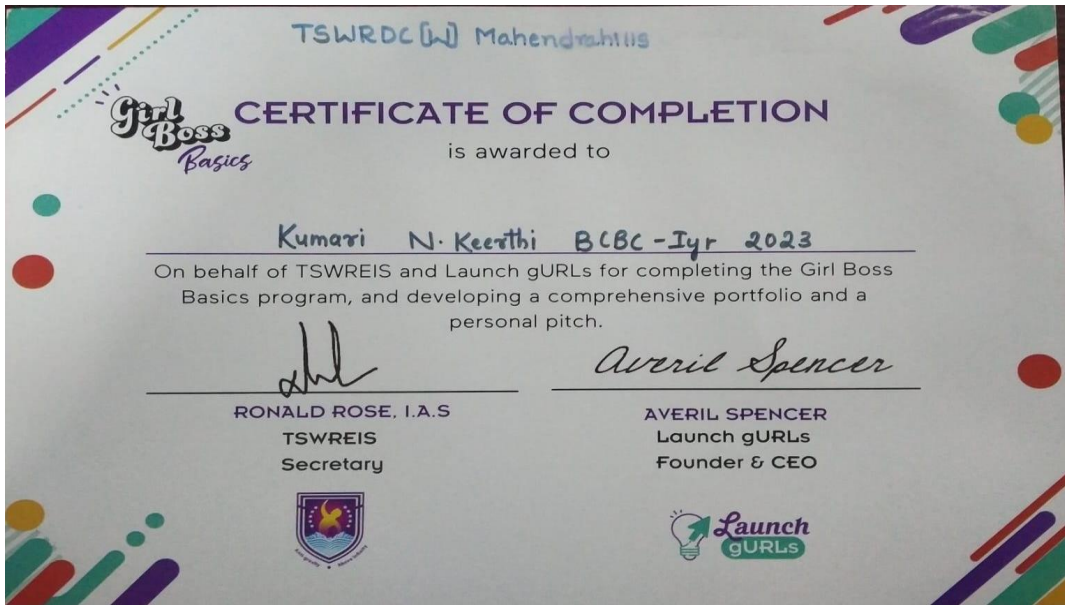 TSWRDC [W] Mahendrahills
Girl
Boss
Basics
CERTIFICATE OF COMPLETION
is awarded to
Kumari N. Keerthi BCBC - Iyr 2023
On behalf of TSWREIS and Launch gURLs for completing the Girl Boss
Basics program, and developing a comprehensive portfolio and a
personal pitch.
Averil Spencer
RONALD ROSE, I.A.S
TSWREIS
Secretary
AVERIL SPENCER
Launch gURLs
Founder & CEO
Launch
gURLs